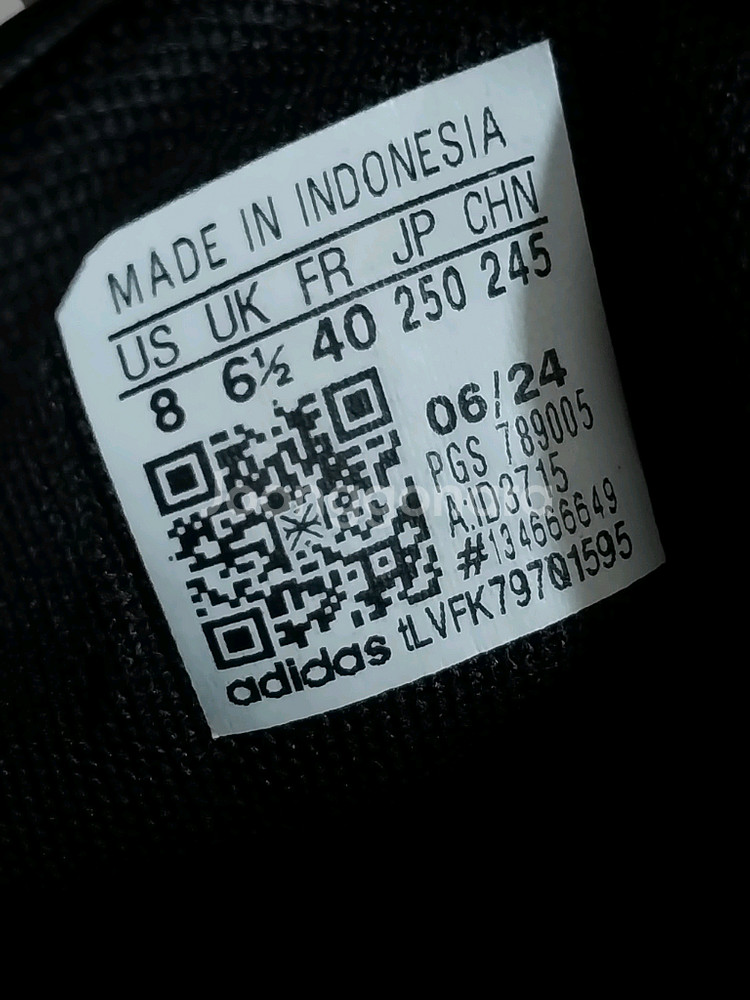 MADE IN INDONESIA
US UK FR JP CHN
8 6½ 40 250 245
06/24
PGS 789005
A.ID3715
#134666649
adidas tLVFK79701595